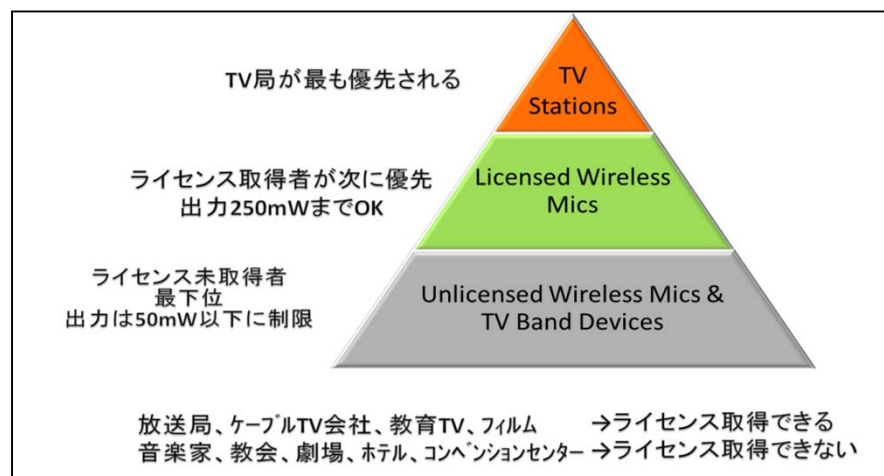 TV局が最も優先される
TV
Stations
ライセンス取得者が次に優先
出力250mWまでOK
Licensed Wireless
Mics
ライセンス未取得者
最下位
出力は50mW以下に制限
Unlicensed Wireless Mics &
TV Band Devices
放送局、ｹｰﾌﾞﾙTV会社、教育TV、ﾌｨﾙﾑ →ライセンス取得できる
音楽家、教会、劇場、ﾎﾃﾙ、ｺﾝﾍﾞﾝｼｮﾝｾﾝﾀｰ →ライセンス取得できない